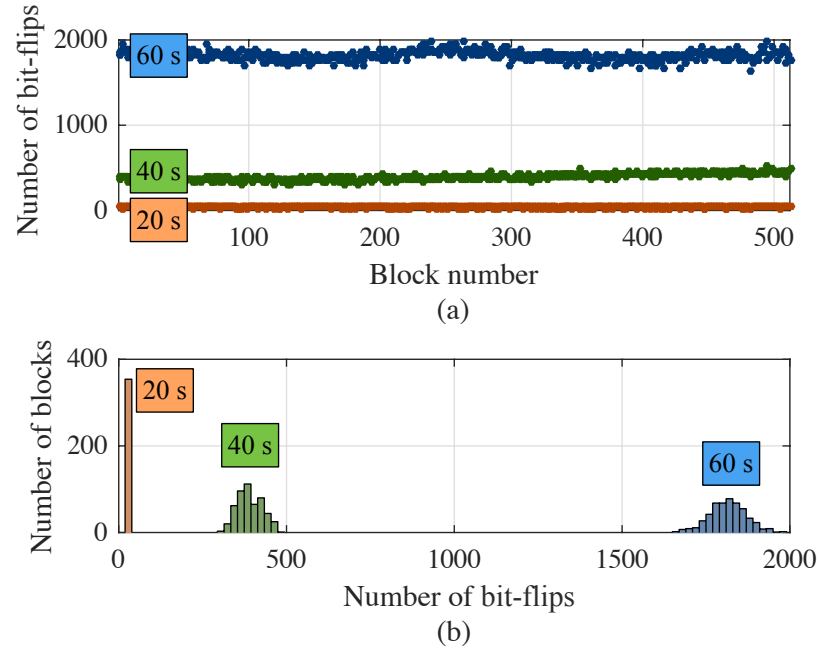 Number of bit-flips
2000
1000
0
60 s
40 s
20 s
100
200
300
400
500
Block number
(a)
Number of blocks
400
200
0
20 s
40 s
60 s
0
500
1000
1500
2000
Number of bit-flips
(b)